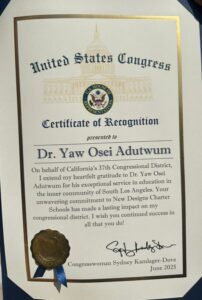 United States Congress
Certificate of Recognition
presented to
Dr. Yaw Osei Adutwum
On behalf of California's 37th Congressional District,
I extend my heartfelt gratitude to Dr. Yaw Osei
Adutwum for his exceptional service in education in
the inner community of South Los Angeles. Your
unwavering commitment to New Designs Charter
Schools has made a lasting impact on my
congressional district. I wish you continued success in
all that you do!
Congresswoman Sydney Kamlager-Dove
June 2025